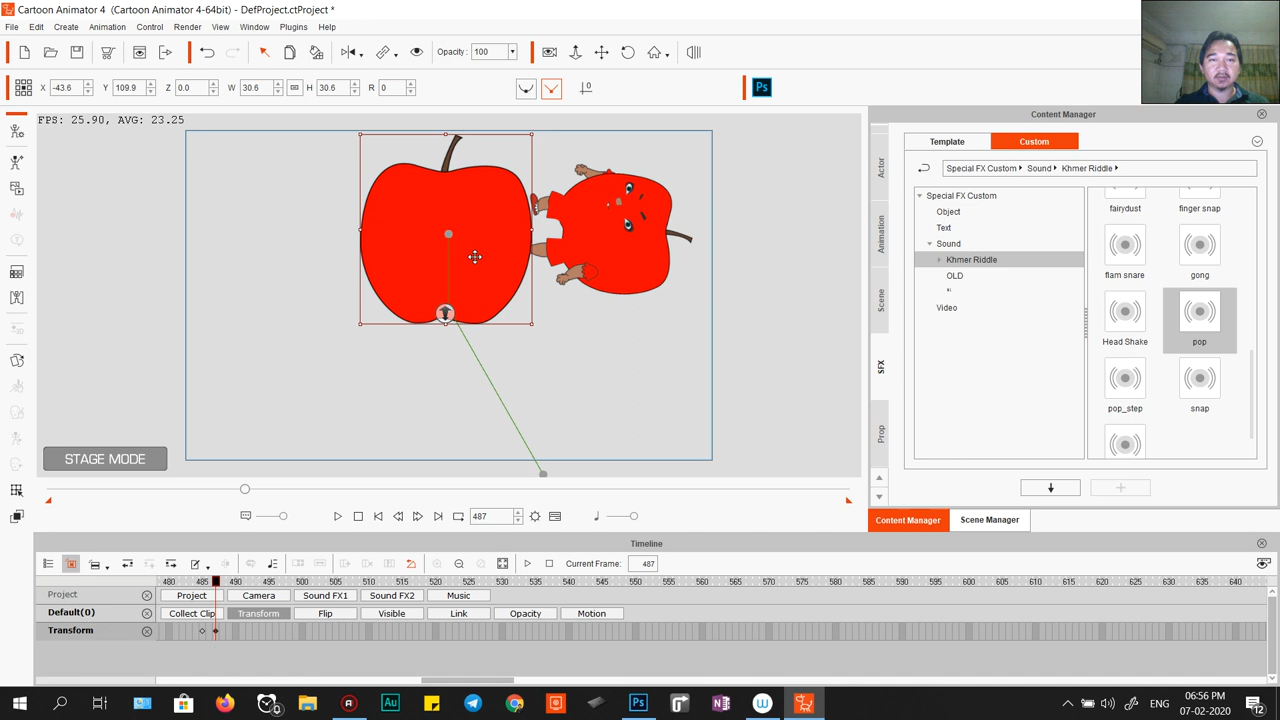 Cartoon Animator 4 (Cartoon Animator 4-64bit) - DefProject.ctProject *
File Edit Create Animation Control Render View Window Plugins Help
Opacity : 100
X -43.6 Y 109.9 Z 0.0 W 30.6 H 30.6 R 0 Ps
FPS: 25.90, AVG: 23.25
Content Manager
Template Custom
Special FX Custom Sound Khmer Riddle
Actor
Animation
Scene
SFX
Prop
Special FX Custom
Object
Text
Sound
Khmer Riddle
OLD
Video
fairydust finger snap
flam snare gong
Head Shake pop
pop_step snap
STAGE MODE
487
Content Manager Scene Manager
Timeline
Current Frame: 487
480 485 490 495 500 505 510 515 520 525 530 535 540 545 550 555 560 565 570 575 580 585 590 595 600 605 610 615 620 625 630 635 640
Project Project Camera Sound FX1 Sound FX2 Music
Default(0) Collect Clip Transform Flip Visible Link Opacity Motion
Transform
Au Ps W
ENG 06:56 PM
07-02-2020 12